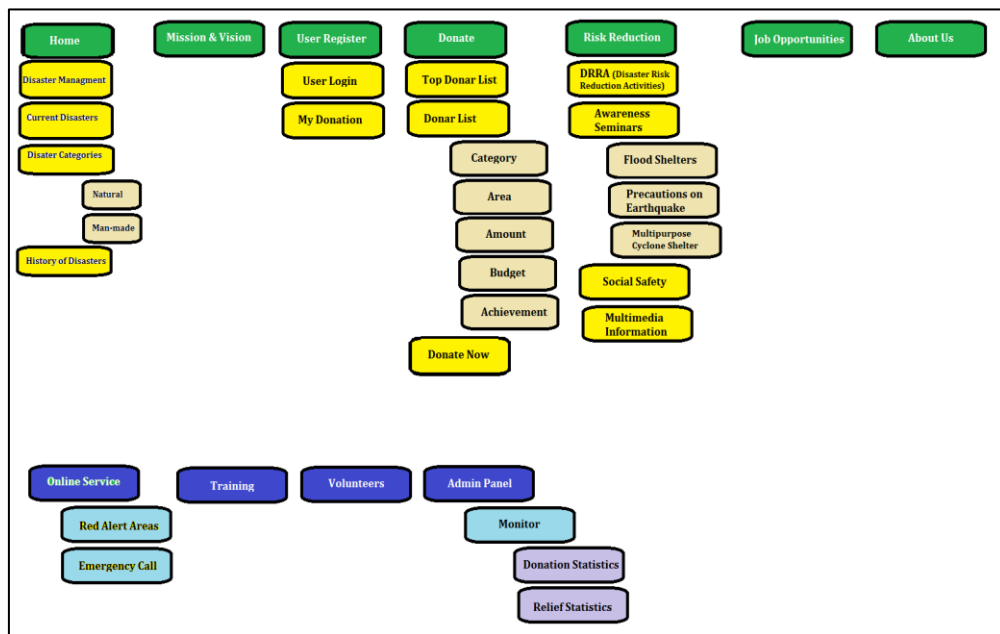 Home
Mission & Vision
User Register
Donate
Risk Reduction
Job Opportunities
About Us
Disaster Managment
Current Disasters
Disater Categories
Natural
Man-made
History of Disasters
User Login
My Donation
Top Donar List
Donar List
Category
Area
Amount
Budget
Achievement
Donate Now
DRRA (Disaster Risk
Reduction Activities)
Awareness
Seminars
Flood Shelters
Precautions on
Earthquake
Multipurpose
Cyclone Shelter
Social Safety
Multimedia
Information
Online Service
Training
Volunteers
Admin Panel
Red Alert Areas
Emergency Call
Monitor
Donation Statistics
Relief Statistics